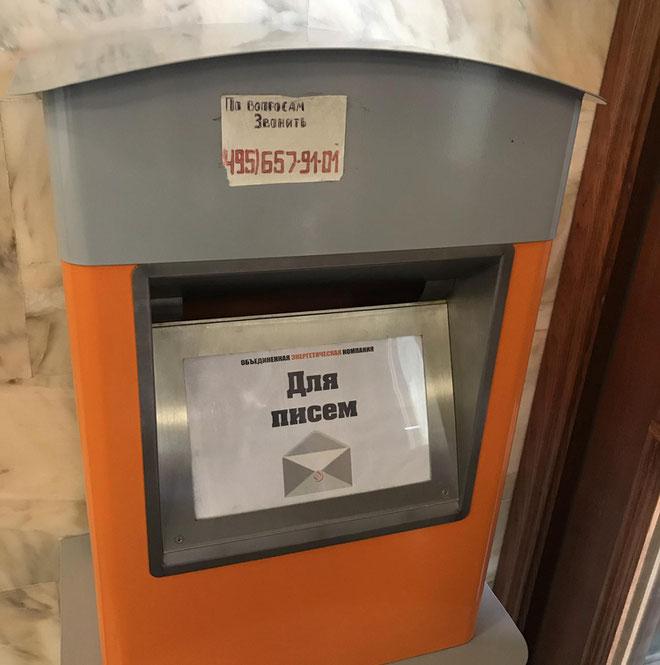 По вопросам
Звонить
495)657-91-01
ОБЪЕДИНЕННАЯ ЭНЕРГЕТИЧЕСКАЯ КОМПАНИЯ
Для
писем